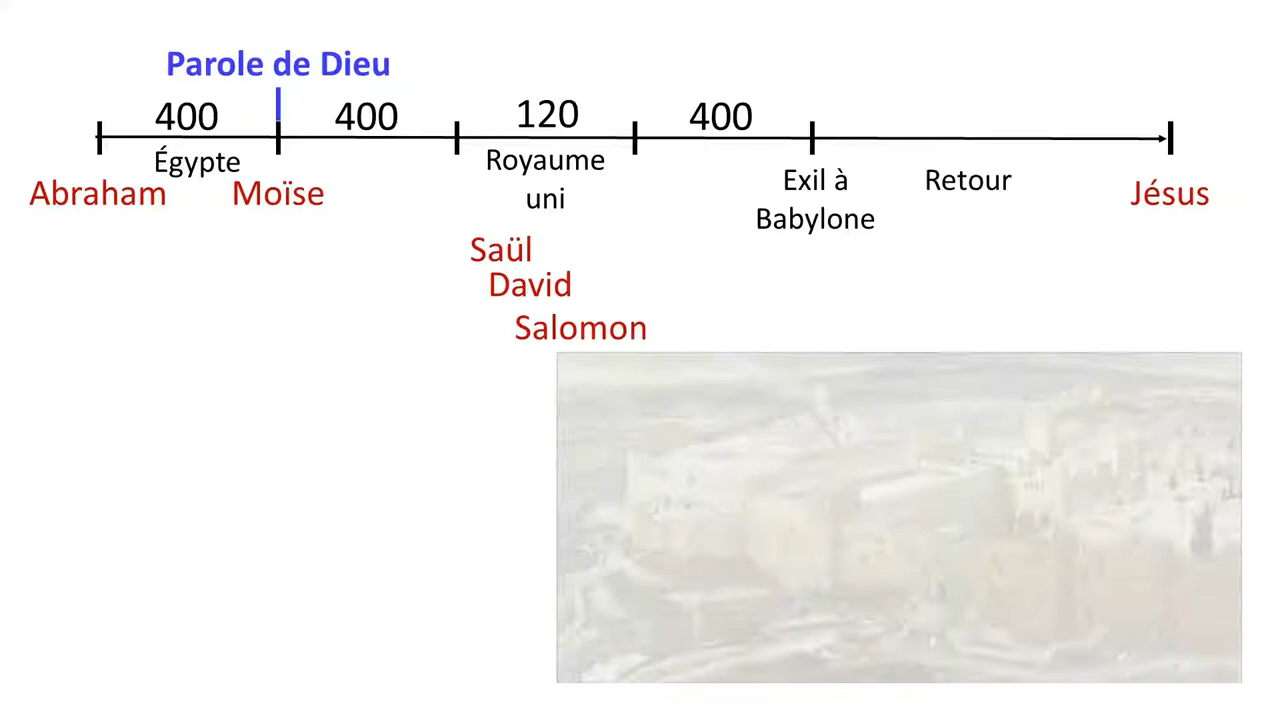 Parole de Dieu
400 400 120 400
Égypte
Royaume
uni
Exil à
Babylone
Retour
Abraham Moïse Jésus
Saül
David
Salomon